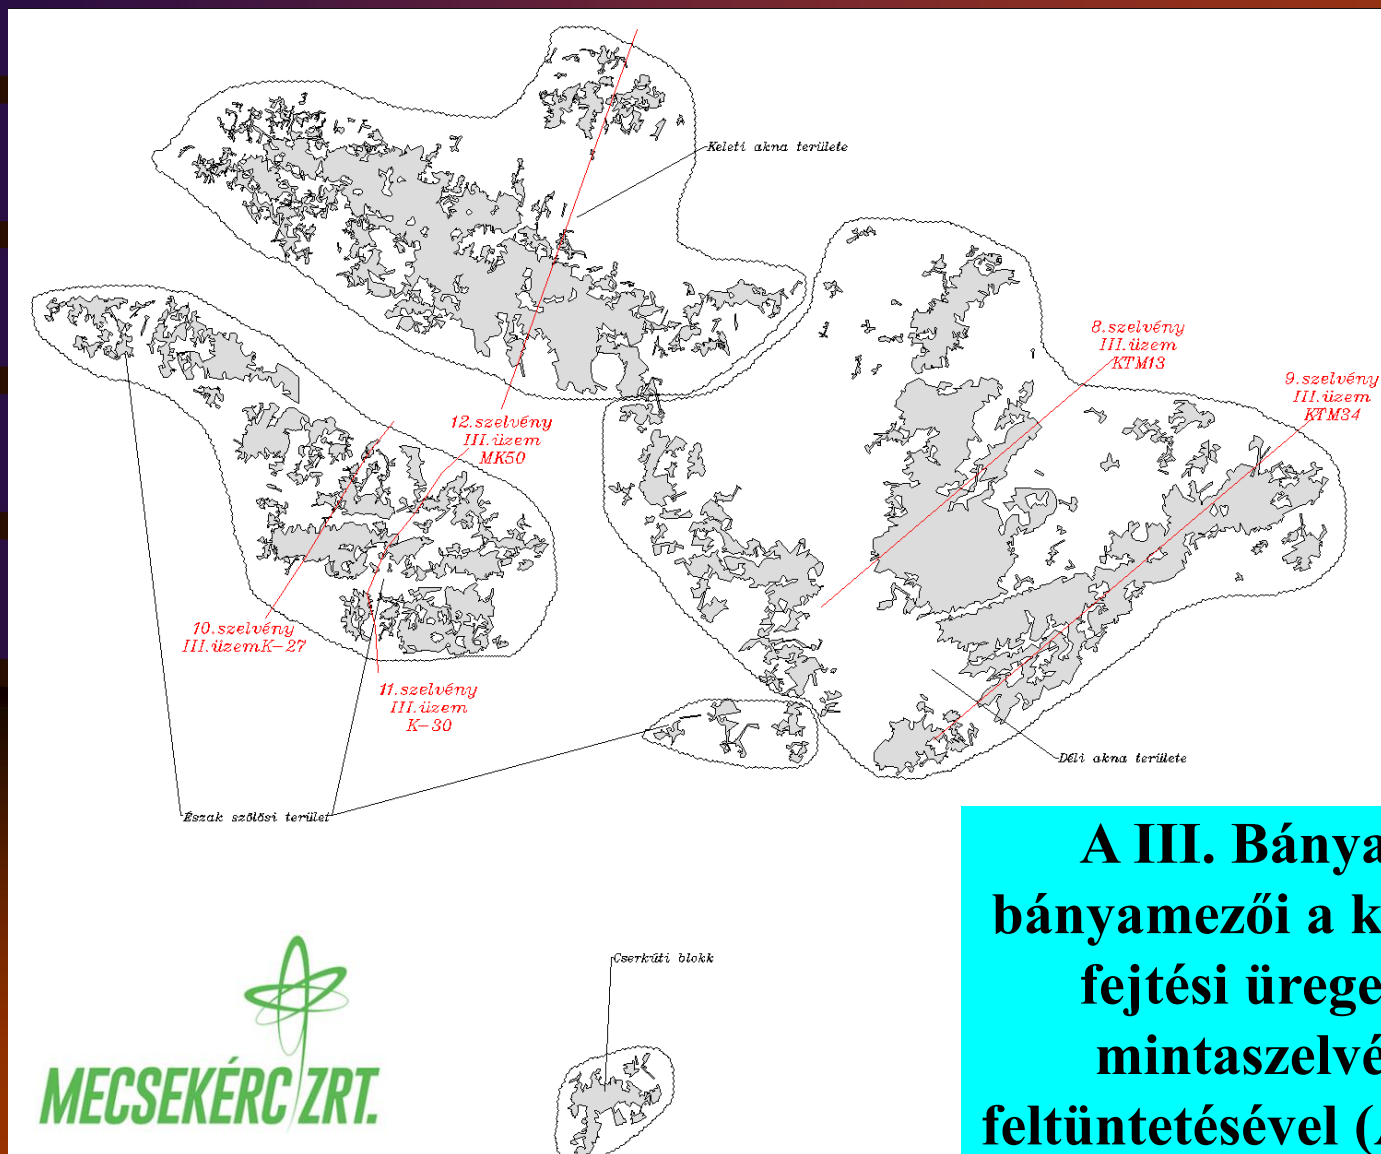 Keleti akna területe
8.szelvény
III.üzem
KTM13
9.szelvény
III.üzem
KTM34
12.szelvény
III.üzem
MK50
10.szelvény
III.üzemK-27
11.szelvény
III.üzem
K-30
Déli akna területe
Észak szőlősi terület
A III. Bánya
bányamezői a k
fejtési ürege
mintaszelvé
feltüntetésével (
Cserkúti blokk
MECSEKÉRC ZRT.